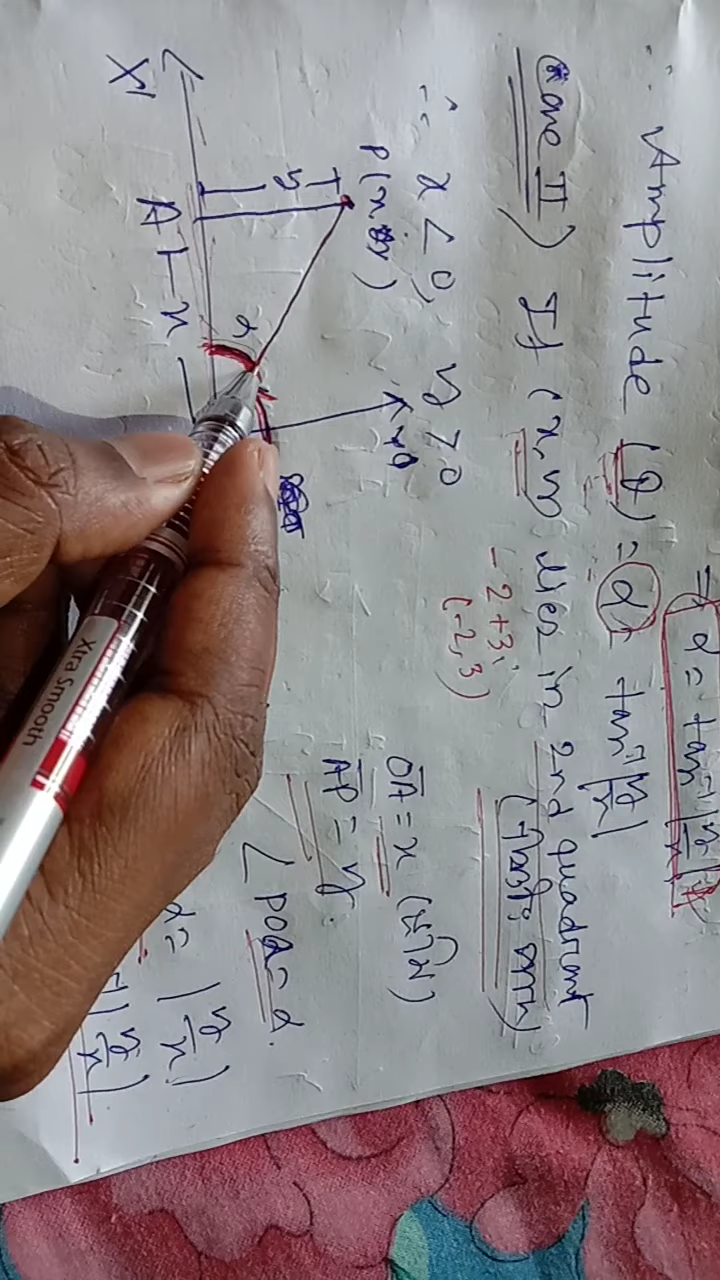 ⇒ α = tan⁻¹ |y/x|
∴ Amplitude (θ) = α = tan⁻¹ |y/x|
Case II) If (x, y) lies in 2nd quadrant
- 2 + 3i
(-2, 3)
∴ x < 0, y > 0
P(x, y)
y
α
X'
A
x
OA = x
AP = y
∠POA = α
α = |y/x|
|y/x|
Xtra Smooth